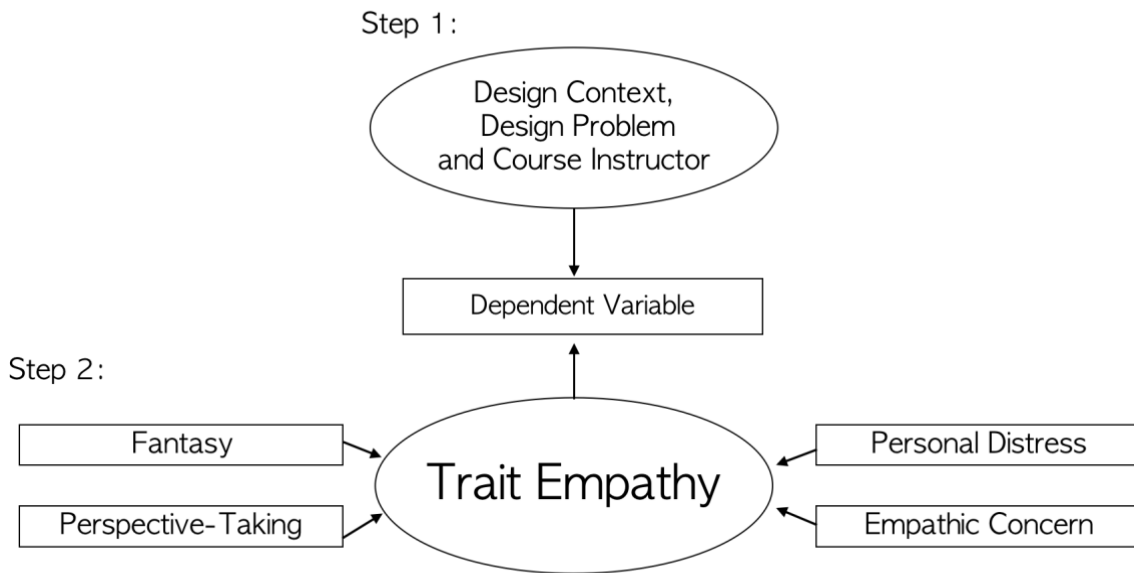 Step 1:
Design Context,
Design Problem
and Course Instructor
Dependent Variable
Step 2:
Fantasy
Personal Distress
Trait Empathy
Perspective-Taking
Empathic Concern